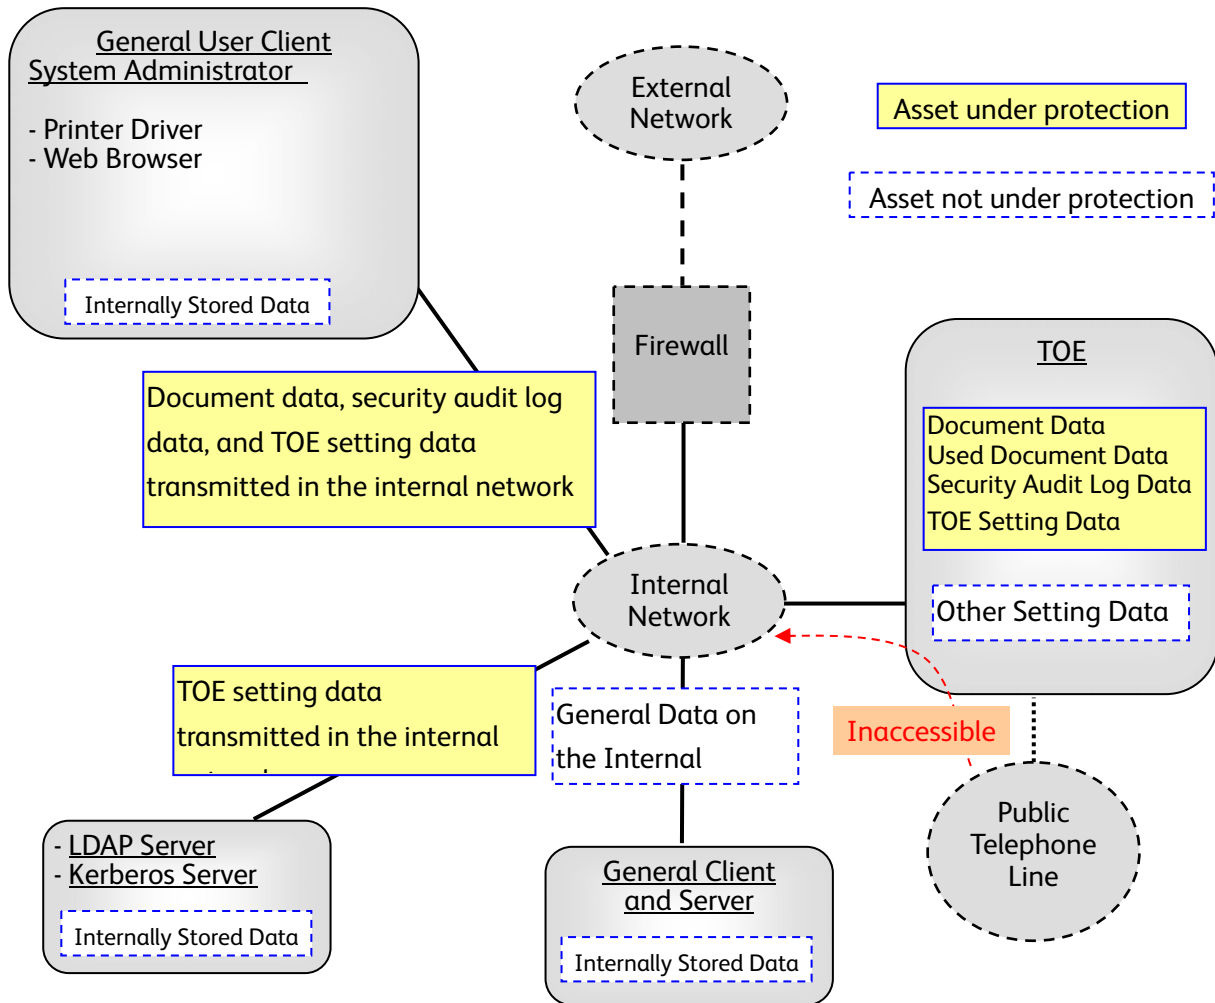 General User Client
System Administrator
- Printer Driver
- Web Browser
Internally Stored Data
External
Network
Asset under protection
Asset not under protection
Firewall
Document data, security audit log
data, and TOE setting data
transmitted in the internal network
TOE
Document Data
Used Document Data
Security Audit Log Data
TOE Setting Data
Other Setting Data
Internal
Network
TOE setting data
transmitted in the internal
General Data on
the Internal
Inaccessible
Public
Telephone
Line
- LDAP Server
- Kerberos Server
Internally Stored Data
General Client
and Server
Internally Stored Data